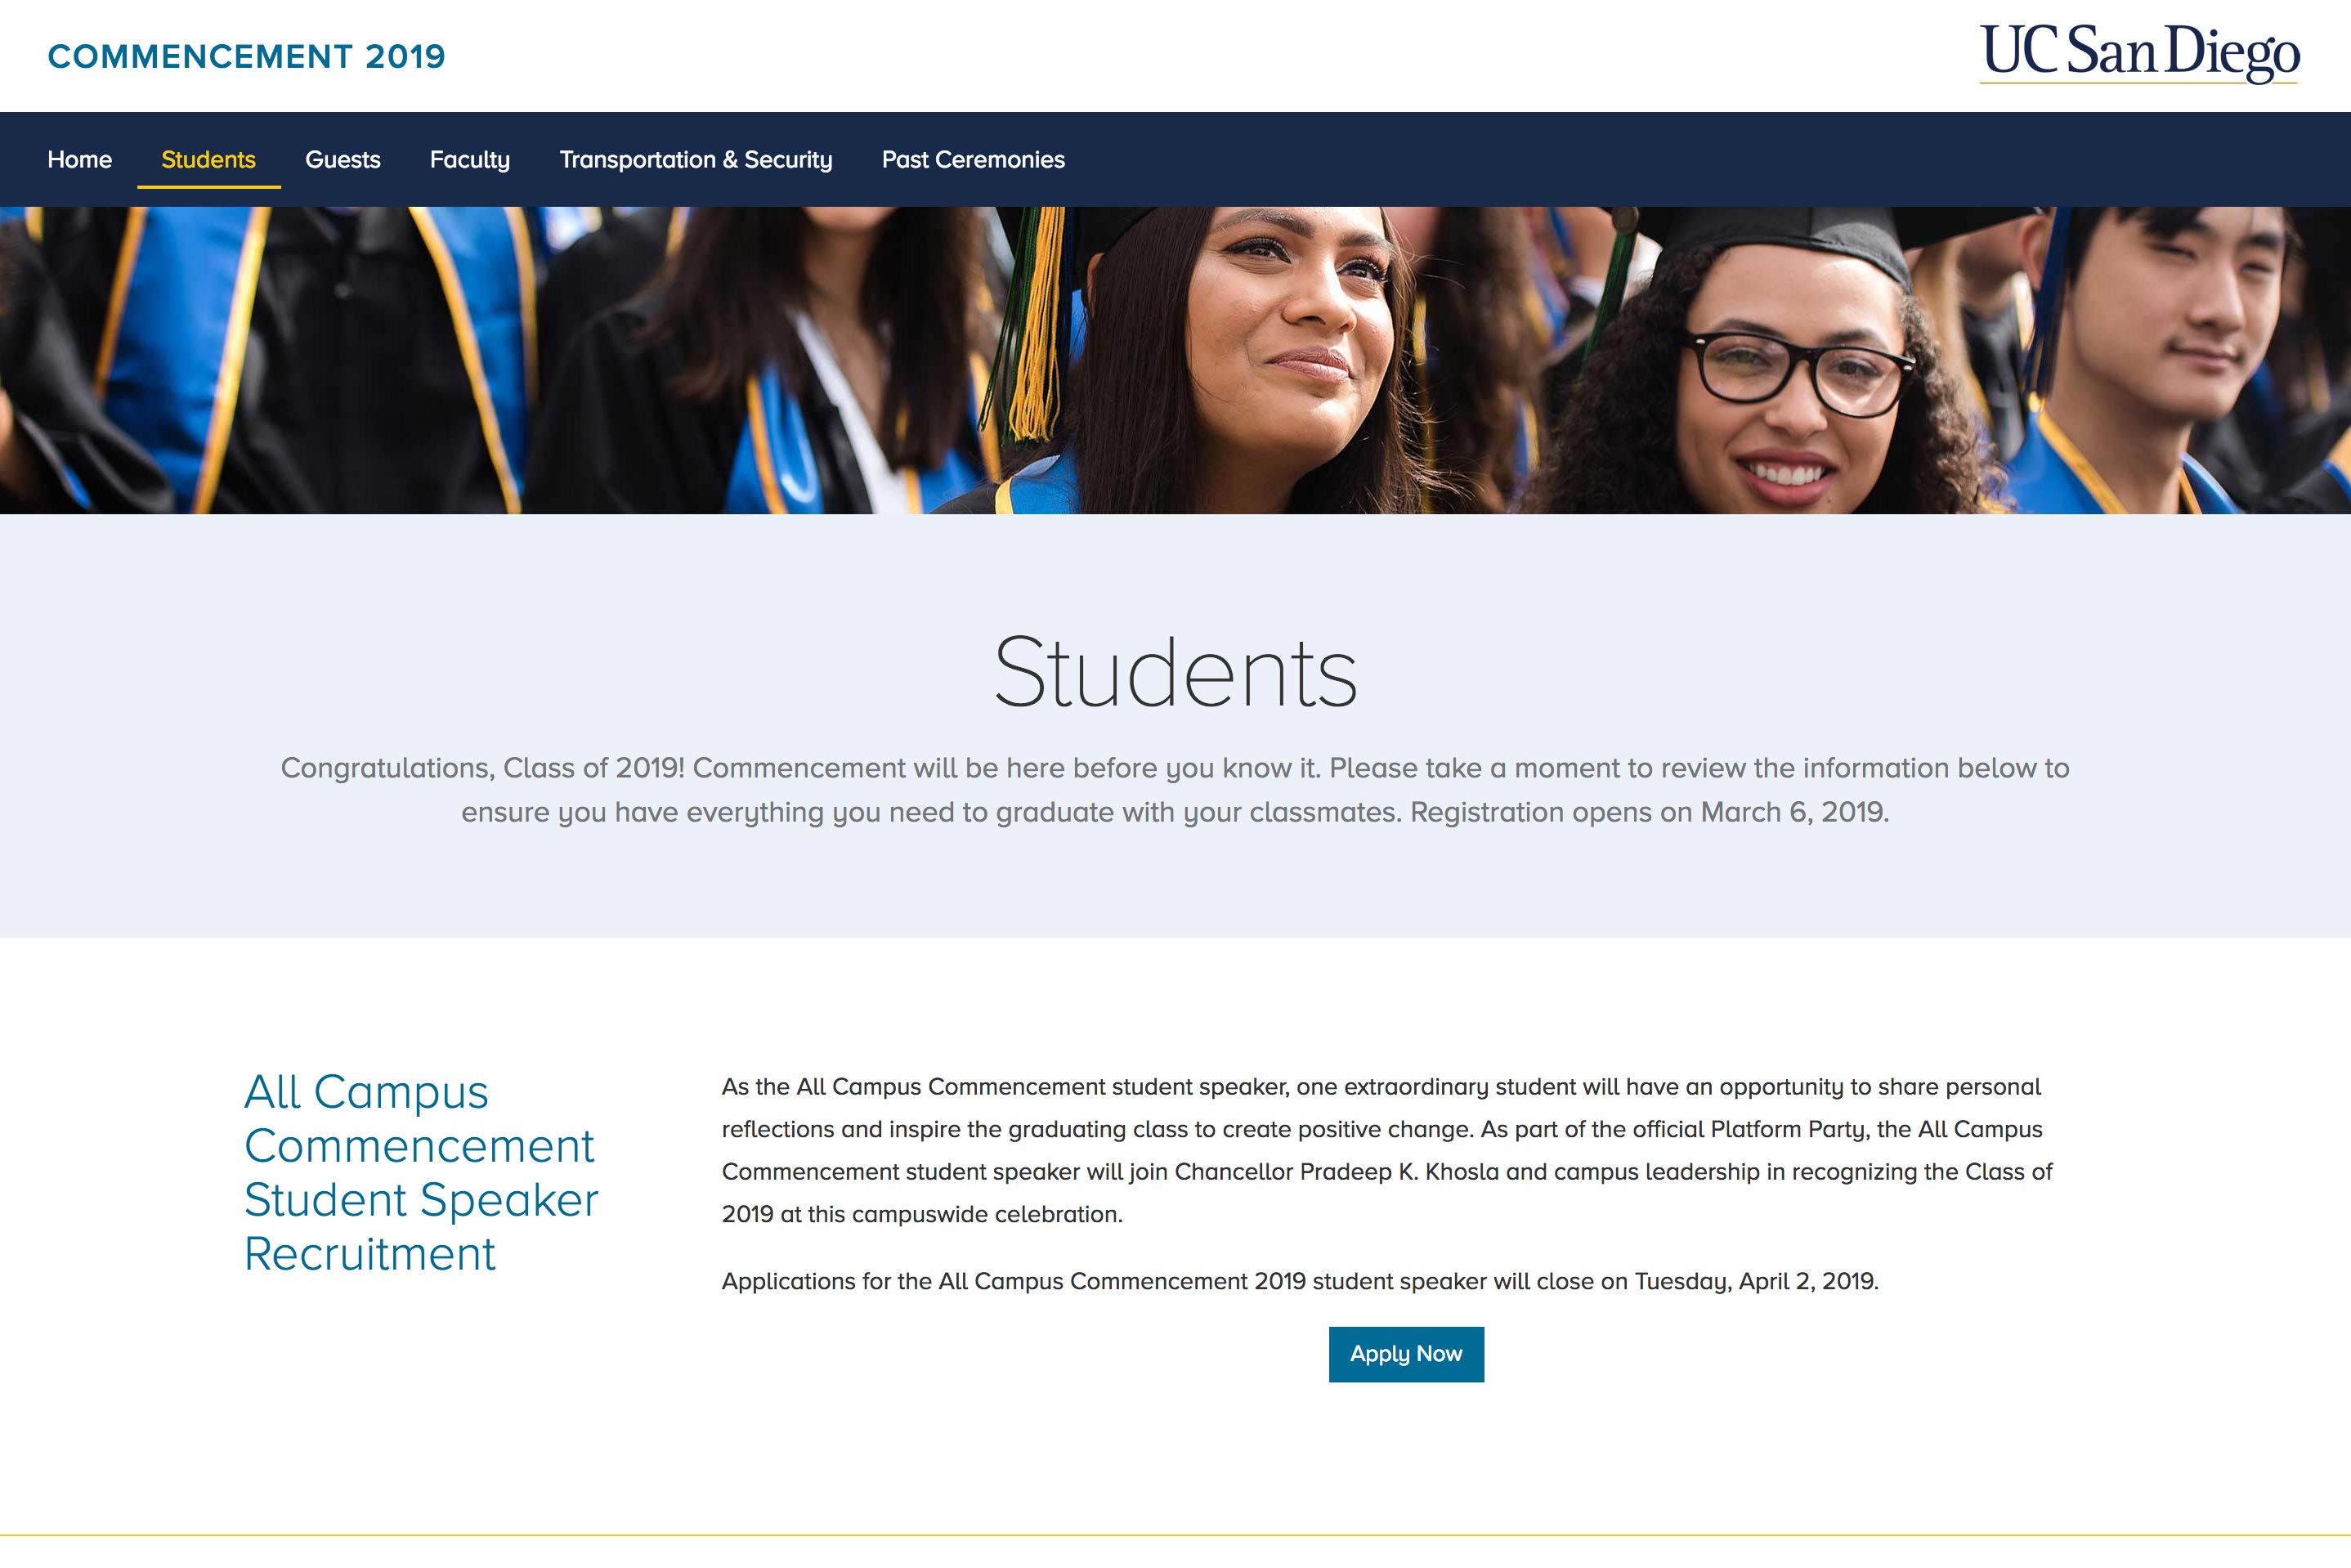 COMMENCEMENT 2019
UC San Diego
Home Students Guests Faculty Transportation & Security Past Ceremonies
Students
Congratulations, Class of 2019! Commencement will be here before you know it. Please take a moment to review the information below to
ensure you have everything you need to graduate with your classmates. Registration opens on March 6, 2019.
All Campus
Commencement
Student Speaker
Recruitment
As the All Campus Commencement student speaker, one extraordinary student will have an opportunity to share personal
reflections and inspire the graduating class to create positive change. As part of the official Platform Party, the All Campus
Commencement student speaker will join Chancellor Pradeep K. Khosla and campus leadership in recognizing the Class of
2019 at this campuswide celebration.
Applications for the All Campus Commencement 2019 student speaker will close on Tuesday, April 2, 2019.
Apply Now